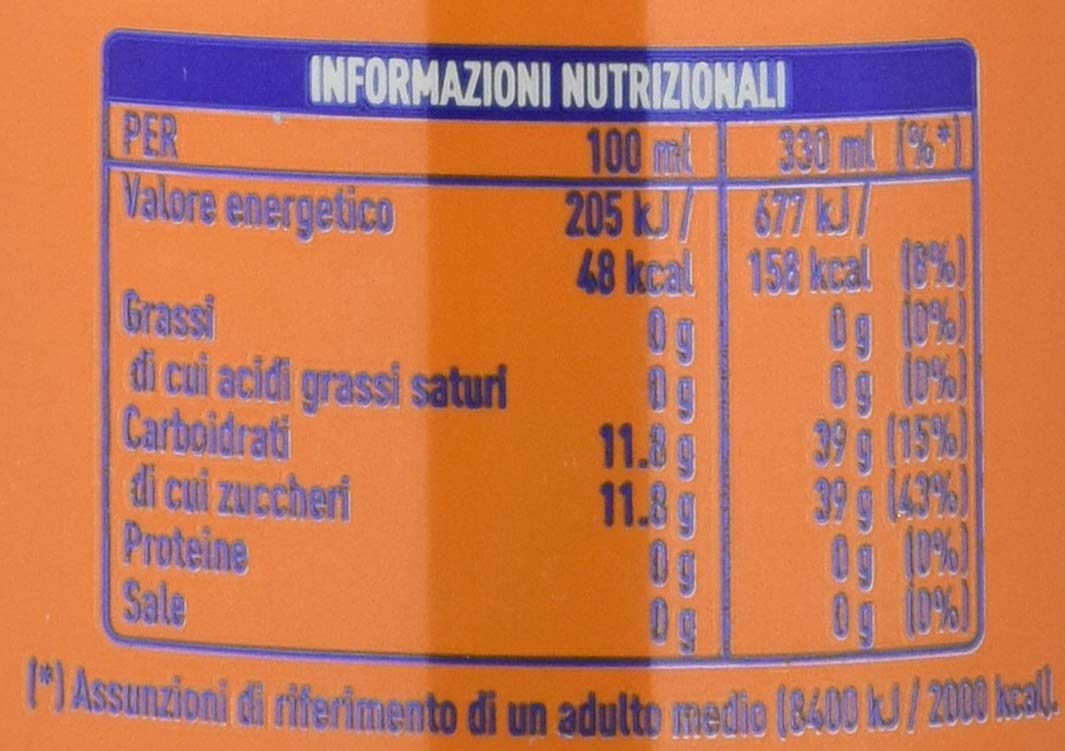 INFORMAZIONI NUTRIZIONALI
PER 100 ml 330 ml (%*)
Valore energetico 205 kJ/ 677 kJ/
48 kcal 158 kcal (8%)
Grassi 0 g 0 g (0%)
di cui acidi grassi saturi 0 g 0 g (0%)
Carboidrati 11.8 g 39 g (15%)
di cui zuccheri 11.8 g 39 g (43%)
Proteine 0 g 0 g (0%)
Sale 0 g 0 g (0%)
(*) Assunzioni di riferimento di un adulto medio (8400 kJ / 2000 kcal).